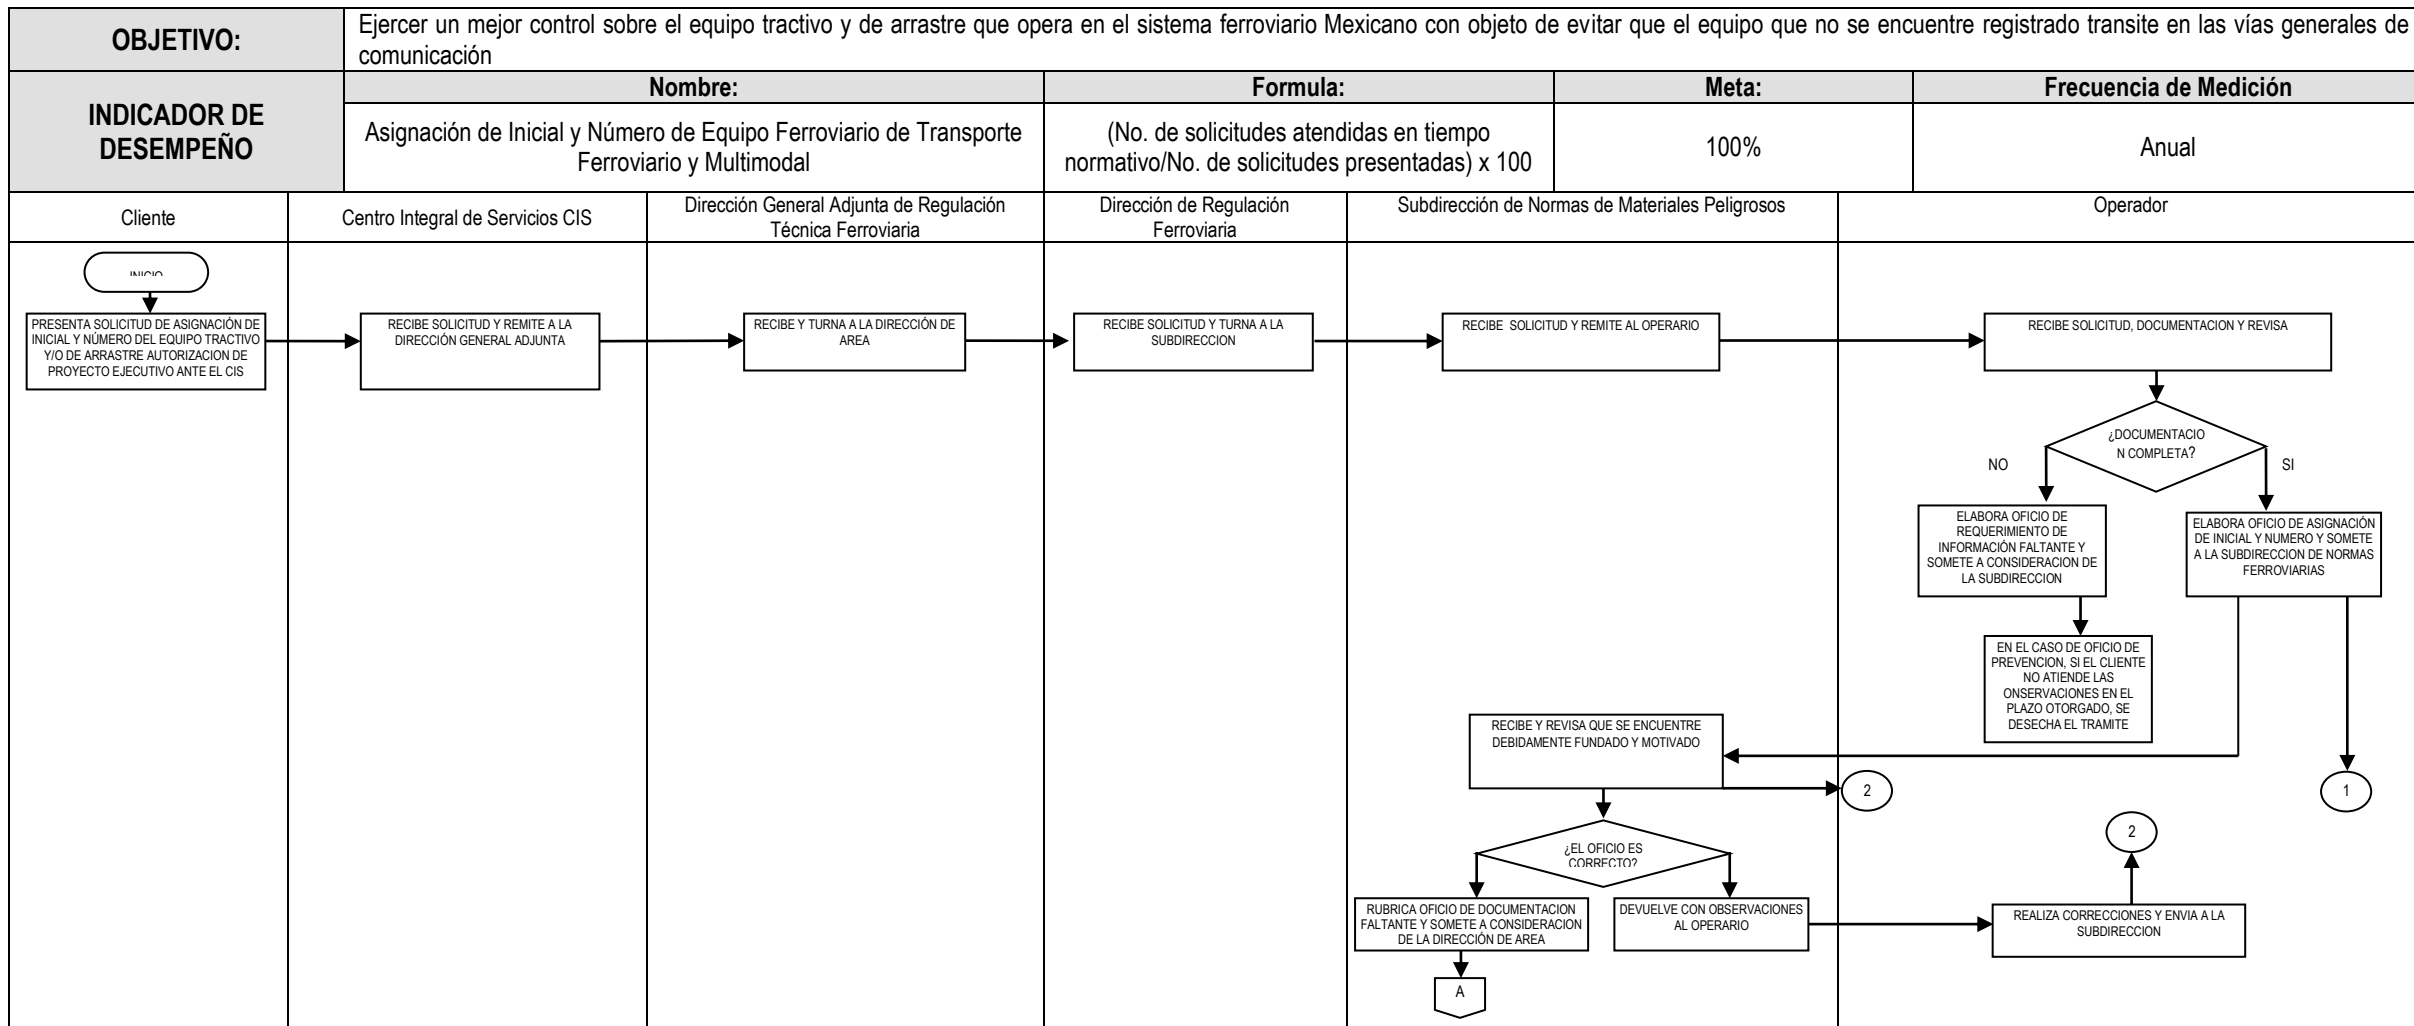 OBJETIVO:
Ejercer un mejor control sobre el equipo tractivo y de arrastre que opera en el sistema ferroviario Mexicano con objeto de evitar que el equipo que no se encuentre registrado transite en las vías generales de
comunicación
INDICADOR DE
DESEMPEÑO
Nombre:
Formula:
Meta:
Frecuencia de Medición
Asignación de Inicial y Número de Equipo Ferroviario de Transporte
Ferroviario y Multimodal
(No. de solicitudes atendidas en tiempo
normativo/No. de solicitudes presentadas) x 100
100%
Anual
Cliente
Centro Integral de Servicios CIS
Dirección General Adjunta de Regulación
Técnica Ferroviaria
Dirección de Regulación
Ferroviaria
Subdirección de Normas de Materiales Peligrosos
Operador
INICIO
PRESENTA SOLICITUD DE ASIGNACIÓN DE
INICIAL Y NÚMERO DEL EQUIPO TRACTIVO
Y/O DE ARRASTRE AUTORIZACION DE
PROYECTO EJECUTIVO ANTE EL CIS
RECIBE SOLICITUD Y REMITE A LA
DIRECCIÓN GENERAL ADJUNTA
RECIBE Y TURNA A LA DIRECCIÓN DE
AREA
RECIBE SOLICITUD Y TURNA A LA
SUBDIRECCION
RECIBE SOLICITUD Y REMITE AL OPERARIO
RECIBE SOLICITUD, DOCUMENTACION Y REVISA
¿DOCUMENTACIO
N COMPLETA?
NO
SI
ELABORA OFICIO DE
REQUERIMIENTO DE
INFORMACIÓN FALTANTE Y
SOMETE A CONSIDERACION DE
LA SUBDIRECCION
ELABORA OFICIO DE ASIGNACIÓN
DE INICIAL Y NUMERO Y SOMETE
A LA SUBDIRECCION DE NORMAS
FERROVIARIAS
EN EL CASO DE OFICIO DE
PREVENCION, SI EL CLIENTE
NO ATIENDE LAS
ONSERVACIONES EN EL
PLAZO OTORGADO, SE
DESECHA EL TRAMITE
RECIBE Y REVISA QUE SE ENCUENTRE
DEBIDAMENTE FUNDADO Y MOTIVADO
2
1
¿EL OFICIO ES
CORRECTO?
2
RUBRICA OFICIO DE DOCUMENTACION
FALTANTE Y SOMETE A CONSIDERACION
DE LA DIRECCIÓN DE AREA
DEVUELVE CON OBSERVACIONES
AL OPERARIO
REALIZA CORRECCIONES Y ENVIA A LA
SUBDIRECCION
A